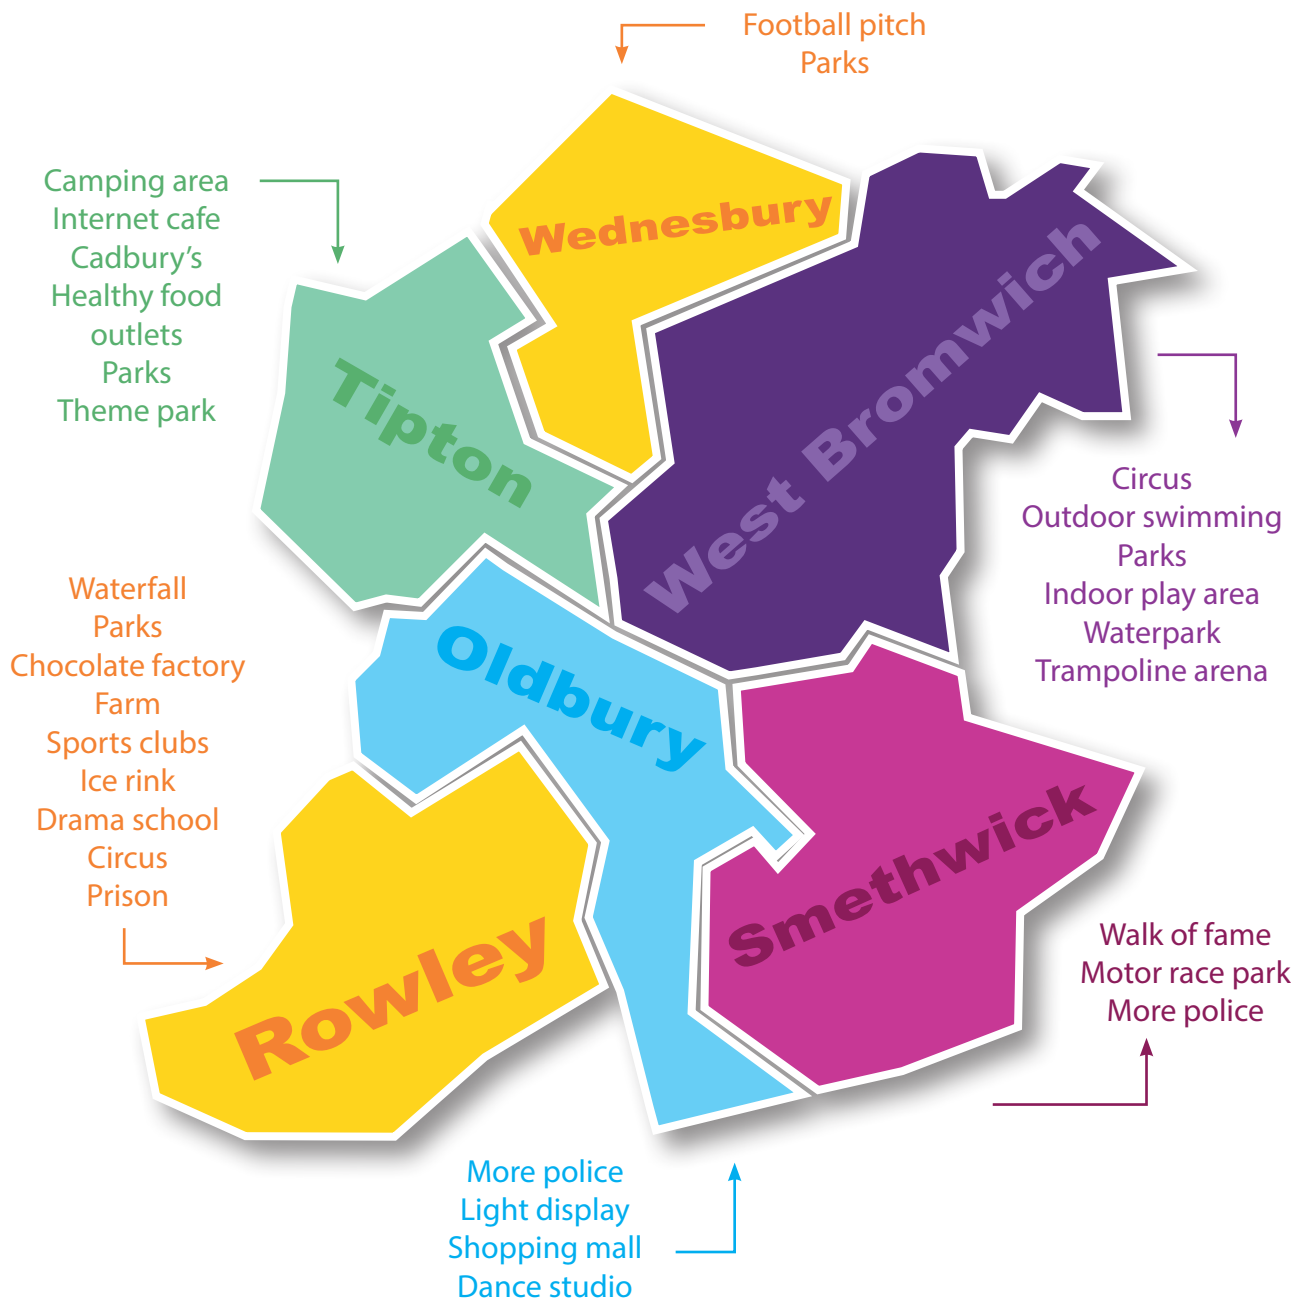 Football pitch
Parks
Wednesbury
Camping area
Internet cafe
Cadbury’s
Healthy food
outlets
Parks
Theme park
Tipton
West Bromwich
Circus
Outdoor swimming
Parks
Indoor play area
Waterpark
Trampoline arena
Waterfall
Parks
Chocolate factory
Farm
Sports clubs
Ice rink
Drama school
Circus
Prison
Oldbury
Smethwick
Rowley
Walk of fame
Motor race park
More police
More police
Light display
Shopping mall
Dance studio